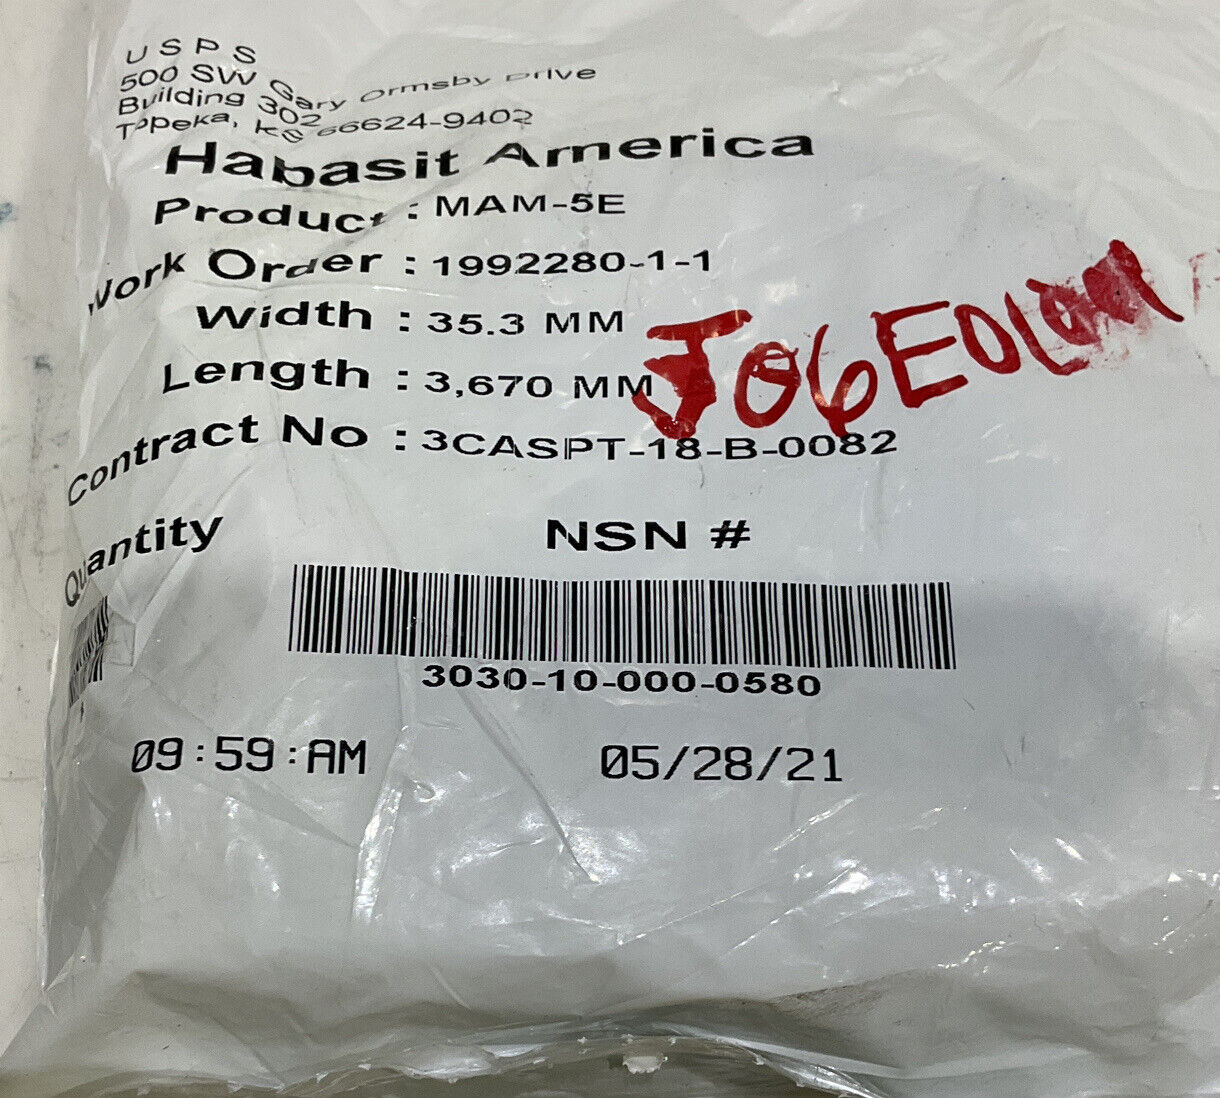 USPS
500 SW Gary Ormsby Drive
Building 302
Topeka, KS 66624-9402
Habasit America
Product : MAM-5E
Work Order : 1992280-1-1
Width : 35.3 MM
Length : 3,670 MM
J06E01
Contract No : 3CASPT-18-B-0082
Quantity NSN #
3030-10-000-0580
09:59:AM 05/28/21